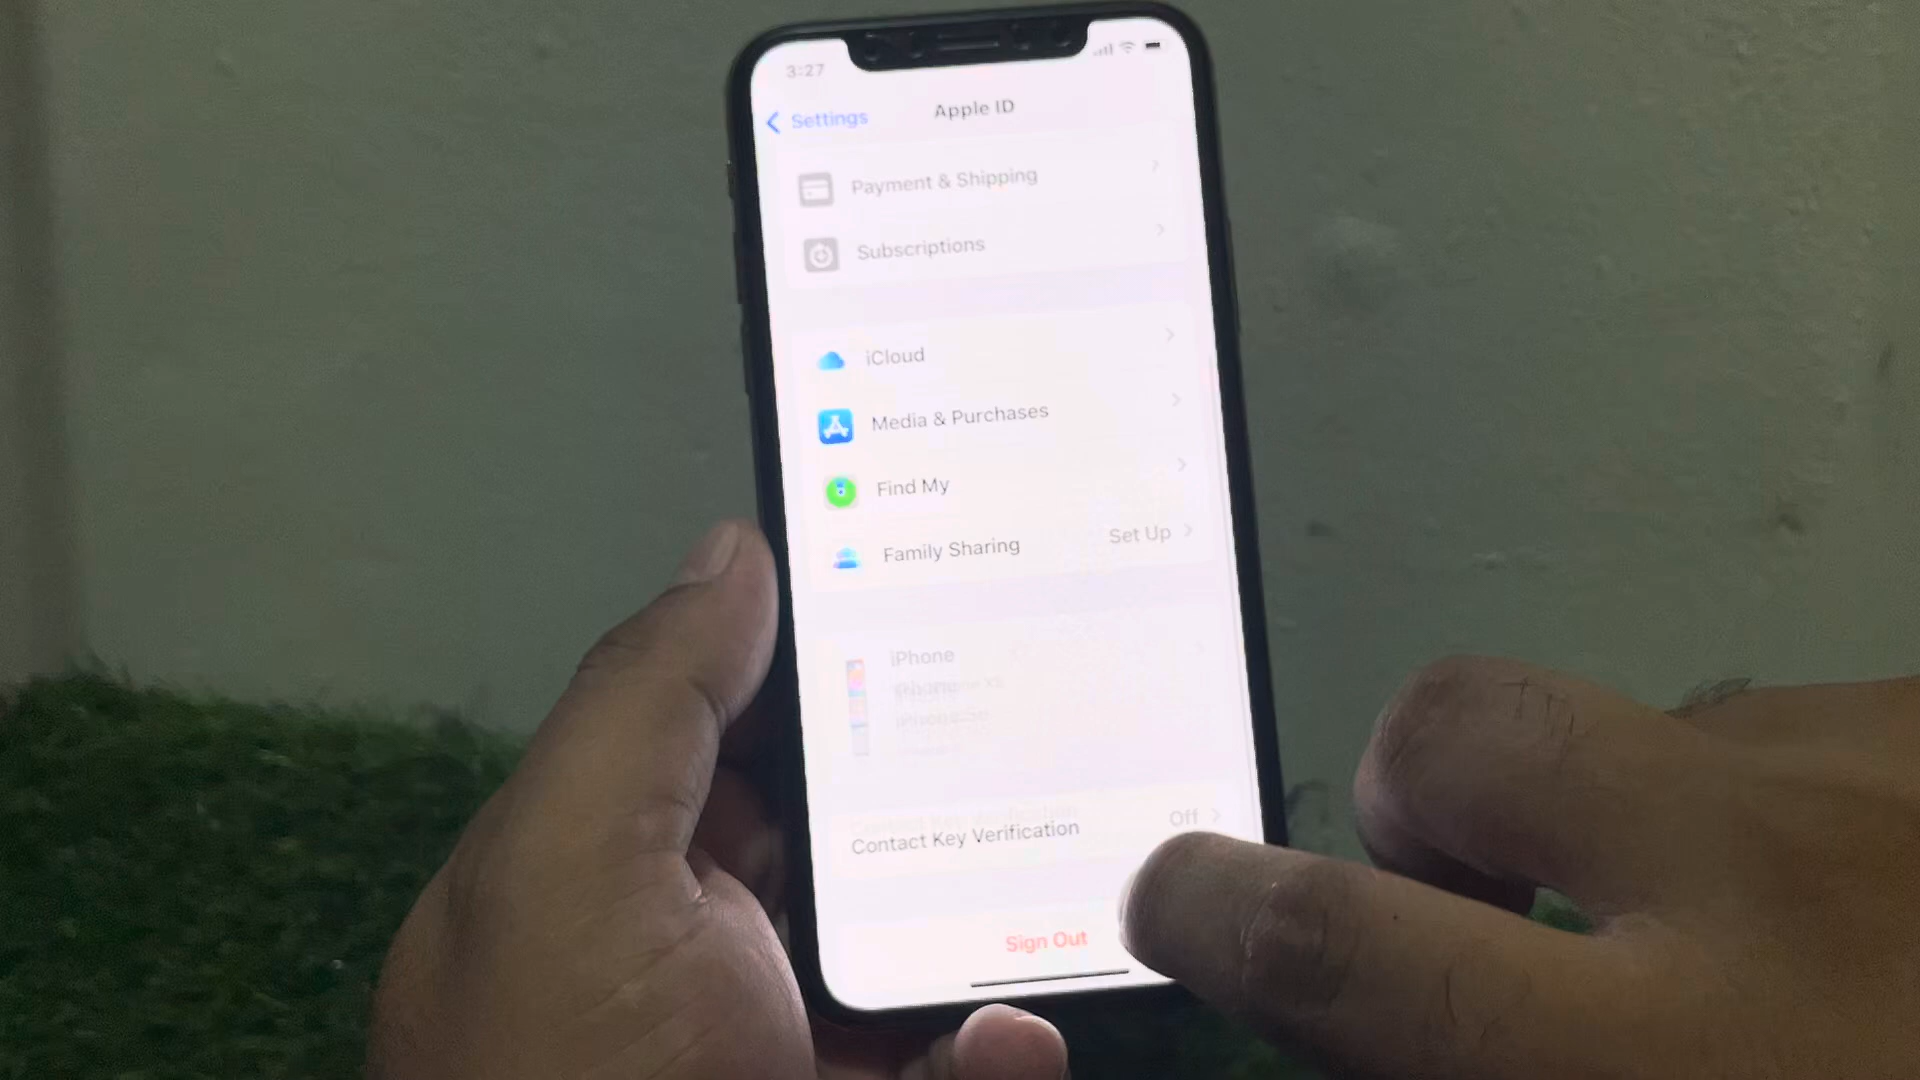 3:27
Settings
Apple ID
Payment & Shipping
Subscriptions
iCloud
Media & Purchases
Find My
Family Sharing
Set Up
iPhone
Contact Key Verification
Off
Sign Out